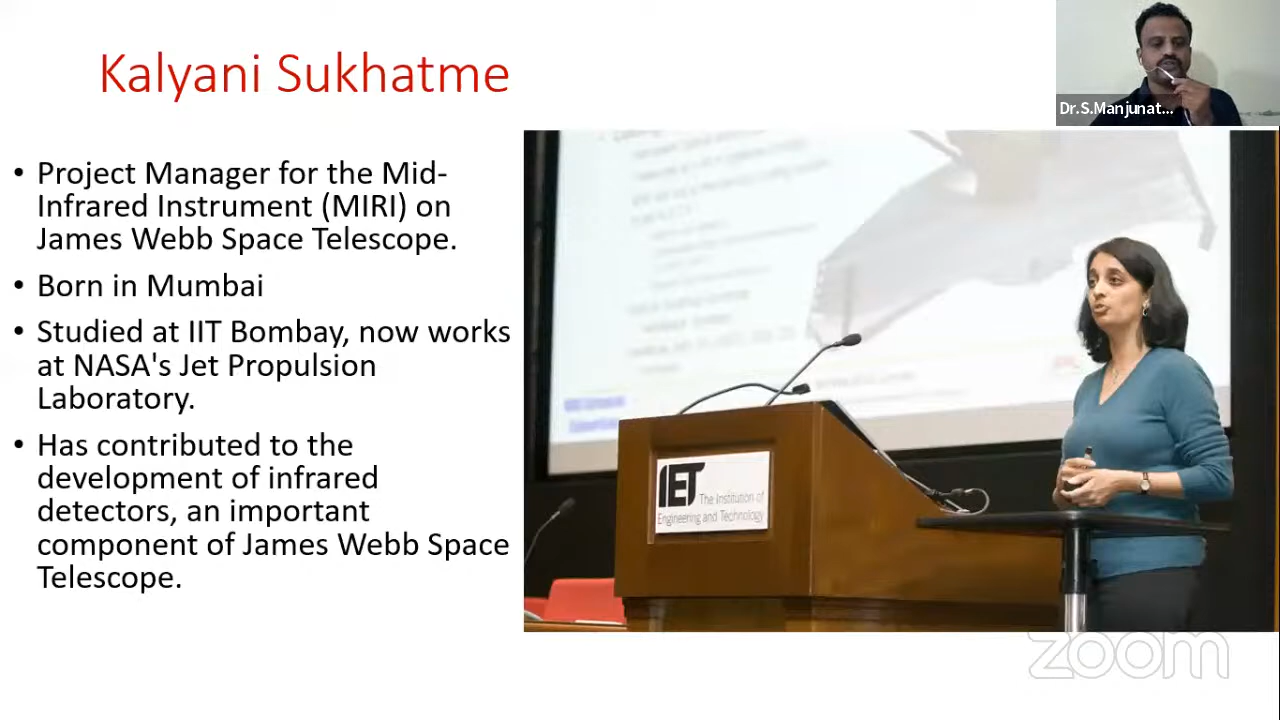 Kalyani Sukhatme
Dr.S.Manjunat...
• Project Manager for the Mid-
Infrared Instrument (MIRI) on
James Webb Space Telescope.
• Born in Mumbai
• Studied at IIT Bombay, now works
at NASA's Jet Propulsion
Laboratory.
• Has contributed to the
development of infrared
detectors, an important
component of James Webb Space
Telescope.
IET The Institution of
Engineering and Technology
zoom